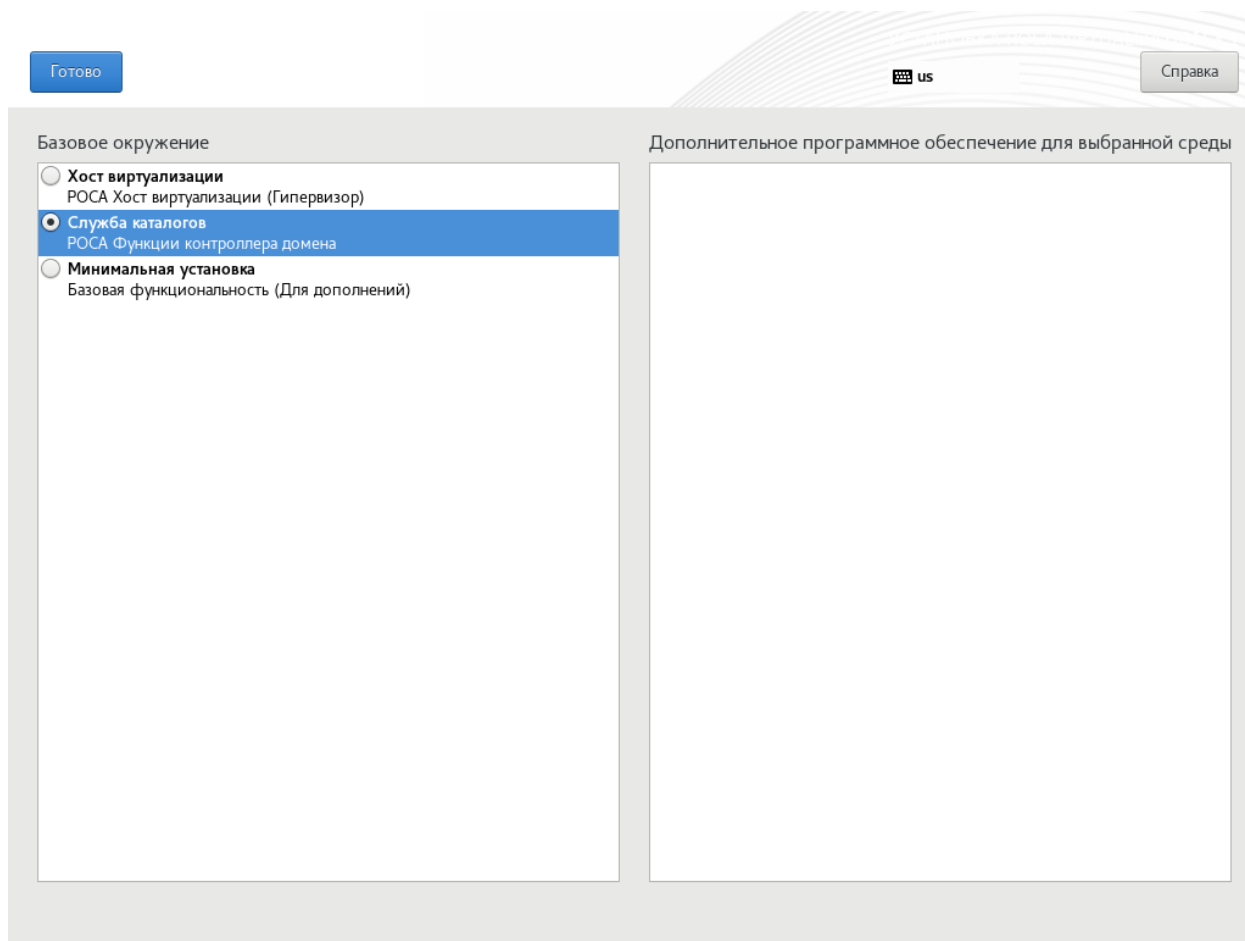 Готово
us
Справка
Базовое окружение
Дополнительное программное обеспечение для выбранной среды
Хост виртуализации
РОСА Хост виртуализации (Гипервизор)
Служба каталогов
РОСА Функции контроллера домена
Минимальная установка
Базовая функциональность (Для дополнений)